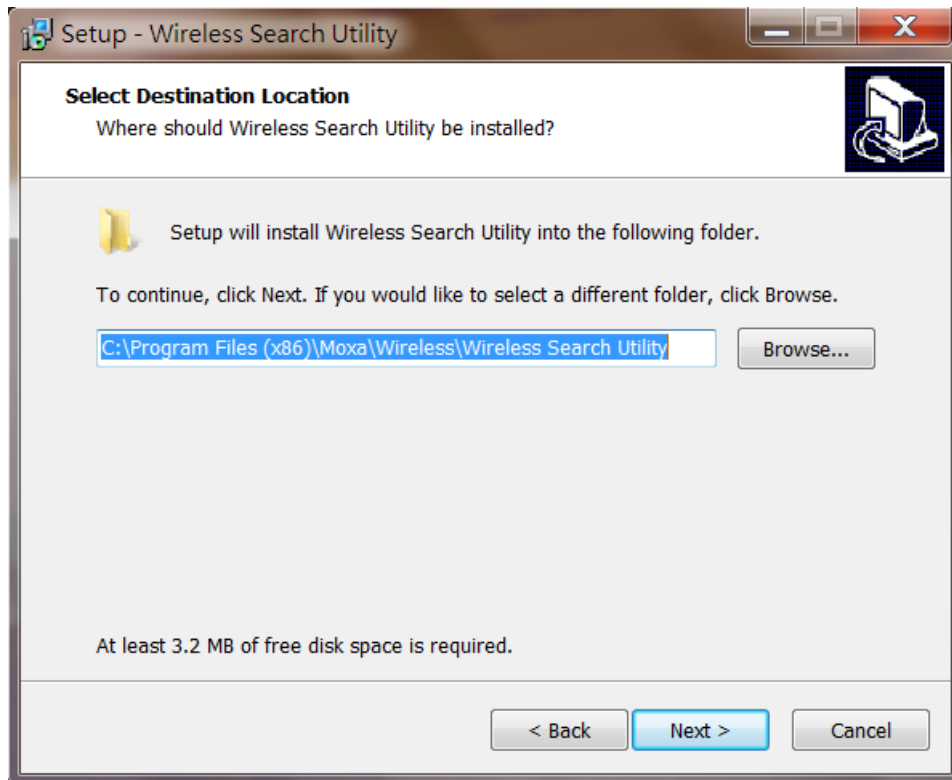 Setup - Wireless Search Utility
Select Destination Location
Where should Wireless Search Utility be installed?
Setup will install Wireless Search Utility into the following folder.
To continue, click Next. If you would like to select a different folder, click Browse.
C:\Program Files (x86)\Moxa\Wireless\Wireless Search Utility
Browse...
At least 3.2 MB of free disk space is required.
< Back
Next >
Cancel